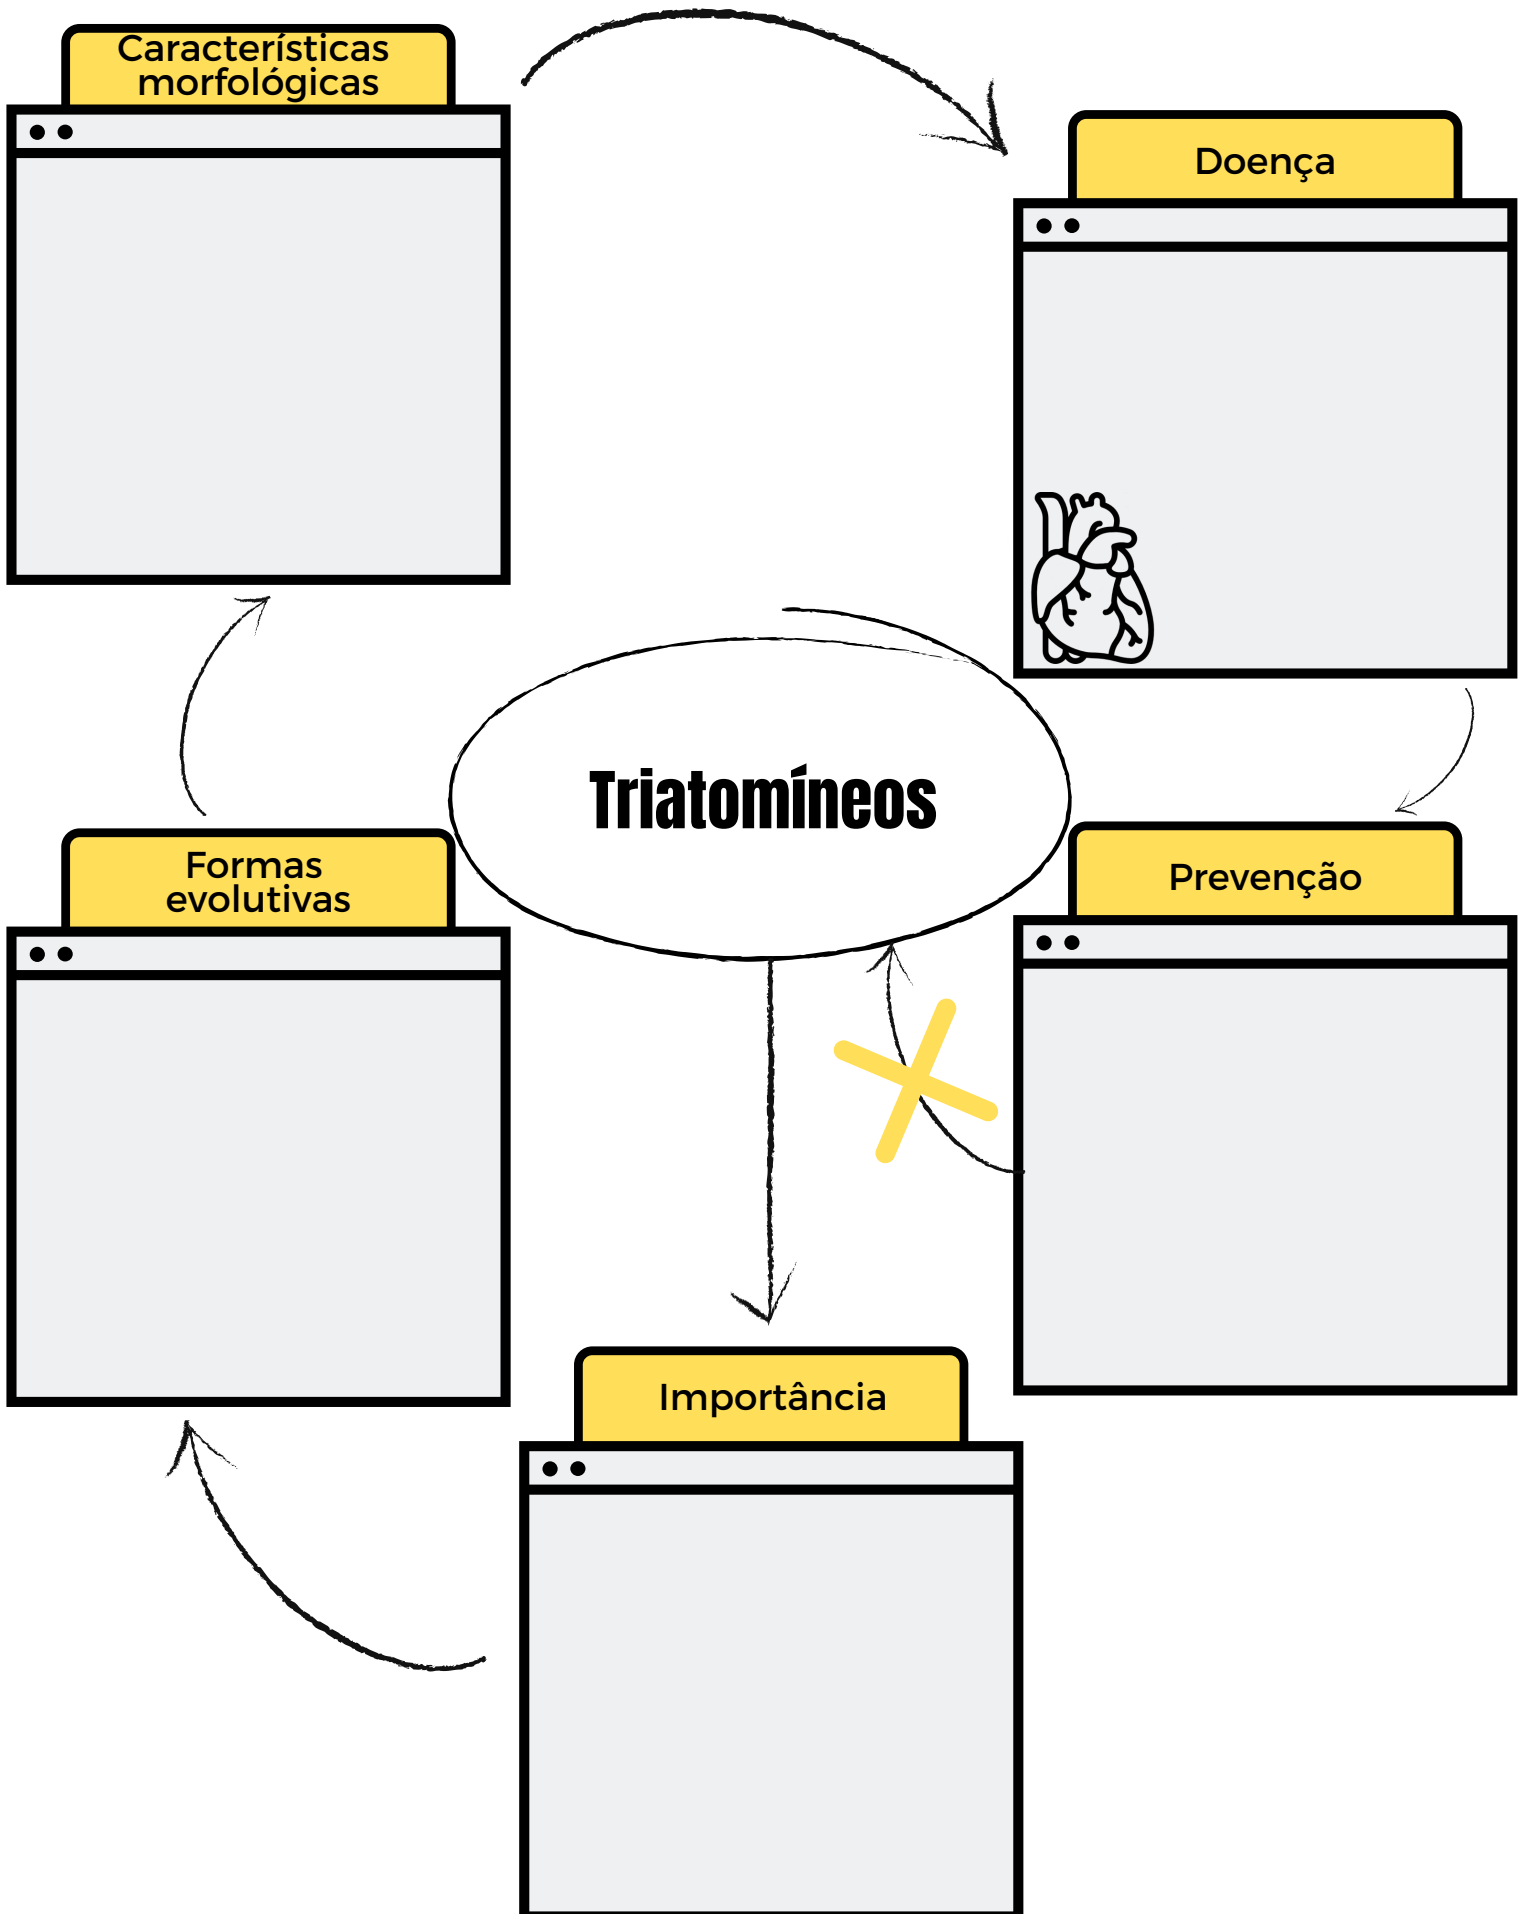 Características
morfológicas
Doença
Triatomíneos
Formas
evolutivas
Prevenção
Importância